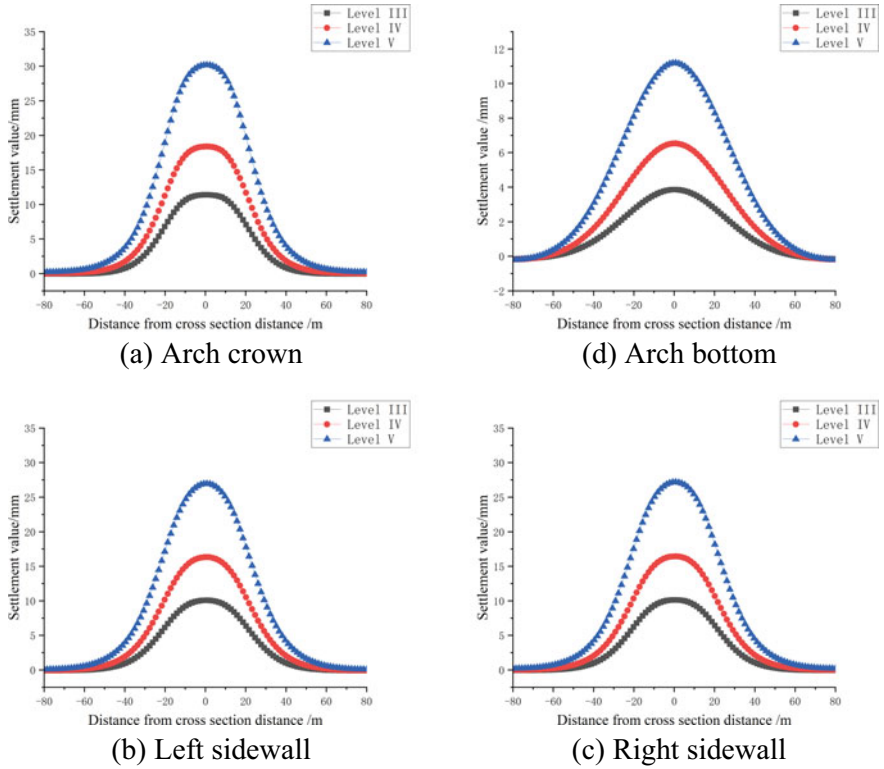 Level III
Level IV
Level V
35
30
25
20
15
10
5
0
Settlement value/mm
-80 -60 -40 -20 0 20 40 60 80
Distance from cross section distance /m
(a) Arch crown
Level III
Level IV
Level V
12
10
8
6
4
2
0
-2
Settlement value /mm
-80 -60 -40 -20 0 20 40 60 80
Distance from cross section distance /m
(d) Arch bottom
Level III
Level IV
Level V
35
30
25
20
15
10
5
0
Settlement value/mm
-80 -60 -40 -20 0 20 40 60 80
Distance from cross section distance /m
(b) Left sidewall
Level III
Level IV
Level V
35
30
25
20
15
10
5
0
Settlement value/mm
-80 -60 -40 -20 0 20 40 60 80
Distance from cross section distance /m
(c) Right sidewall